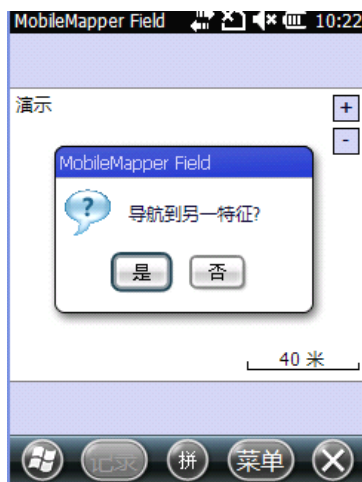 MobileMapper Field 10:22
演示
+
-
MobileMapper Field
导航到另一特征?
是 否
40 米
记录 拼 菜单